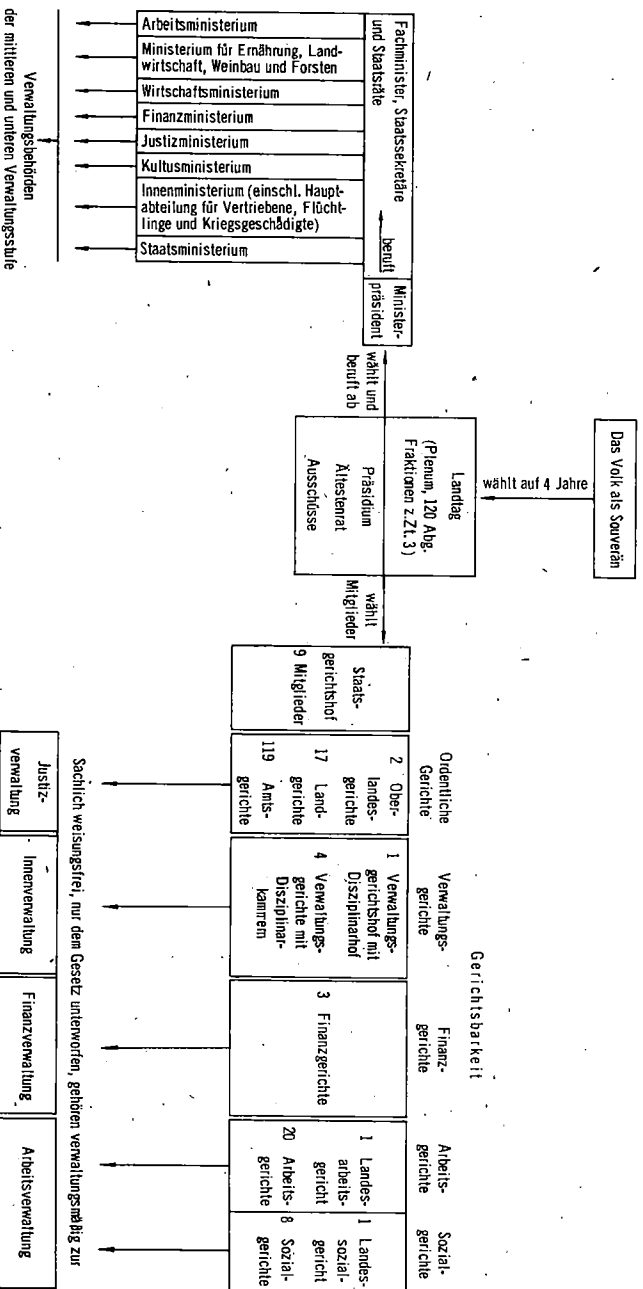 Das Volk als Souverän
wählt auf 4 Jahre
Landtag
(Plenum, 120 Abg.
Fraktionen z.Zt. 3)
Präsidium
Ältestenrat
Ausschüsse
wählt und
beruft ab
wählt
Mitglieder
Minister-
präsident
beruft
Fachminister, Staatssekretäre
und Staatsräte
Arbeitsministerium
Ministerium für Ernährung, Land-
wirtschaft, Weinbau und Forsten
Wirtschaftsministerium
Finanzministerium
Justizministerium
Kultusministerium
Innenministerium (einschl. Haupt-
abteilung für Vertriebene, Flücht-
linge und Kriegsgeschädigte)
Staatsministerium
Verwaltungsbehörden
der mittleren und unteren Verwaltungsstufe
Gerichtsbarkeit
Staats-
gerichtshof
9 Mitglieder
Ordentliche
Gerichte
2 Ober-
landes-
gerichte
17 Land-
gerichte
119 Amts-
gerichte
Verwaltungs-
gerichte
1 Verwaltungs-
gerichtshof mit
Disziplinarhof
4 Verwaltungs-
gerichte mit
Disziplinar-
kammern
Finanz-
gerichte
3 Finanzgerichte
Arbeits-
gerichte
1 Landes-
arbeits-
gericht
20 Arbeits-
gerichte
Sozial-
gerichte
1 Landes-
sozial-
gericht
8 Sozial-
gerichte
Sachlich weisungsfrei, nur dem Gesetz unterworfen, gehören verwaltungsmäßig zur
Justiz-
verwaltung
Innenverwaltung
Finanzverwaltung
Arbeitsverwaltung